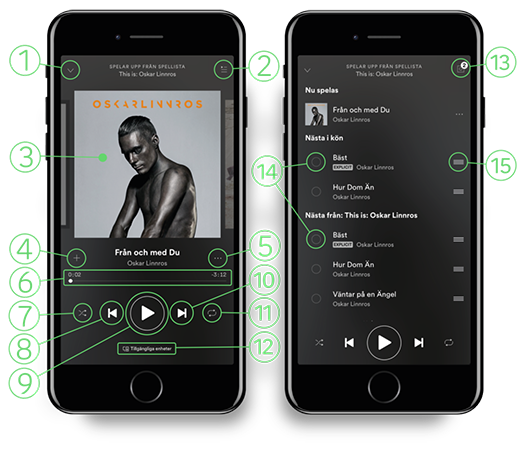 1
SPELAR UPP FRÅN SPELLISTA
This is: Oskar Linnros
2
OSKARLINNROS
3
4
Från och med Du
Oskar Linnros
5
6
0:02
-3:12
7
8
9
10
11
12
Tillgängliga enheter
SPELAR UPP FRÅN SPELLISTA
This is: Oskar Linnros
2
13
Nu spelas
Från och med Du
Oskar Linnros
Nästa i kön
Bäst
EXPLICIT Oskar Linnros
14
15
Hur Dom Än
Oskar Linnros
Nästa från: This is: Oskar Linnros
Bäst
EXPLICIT Oskar Linnros
Hur Dom Än
Oskar Linnros
Väntar på en Ängel
Oskar Linnros